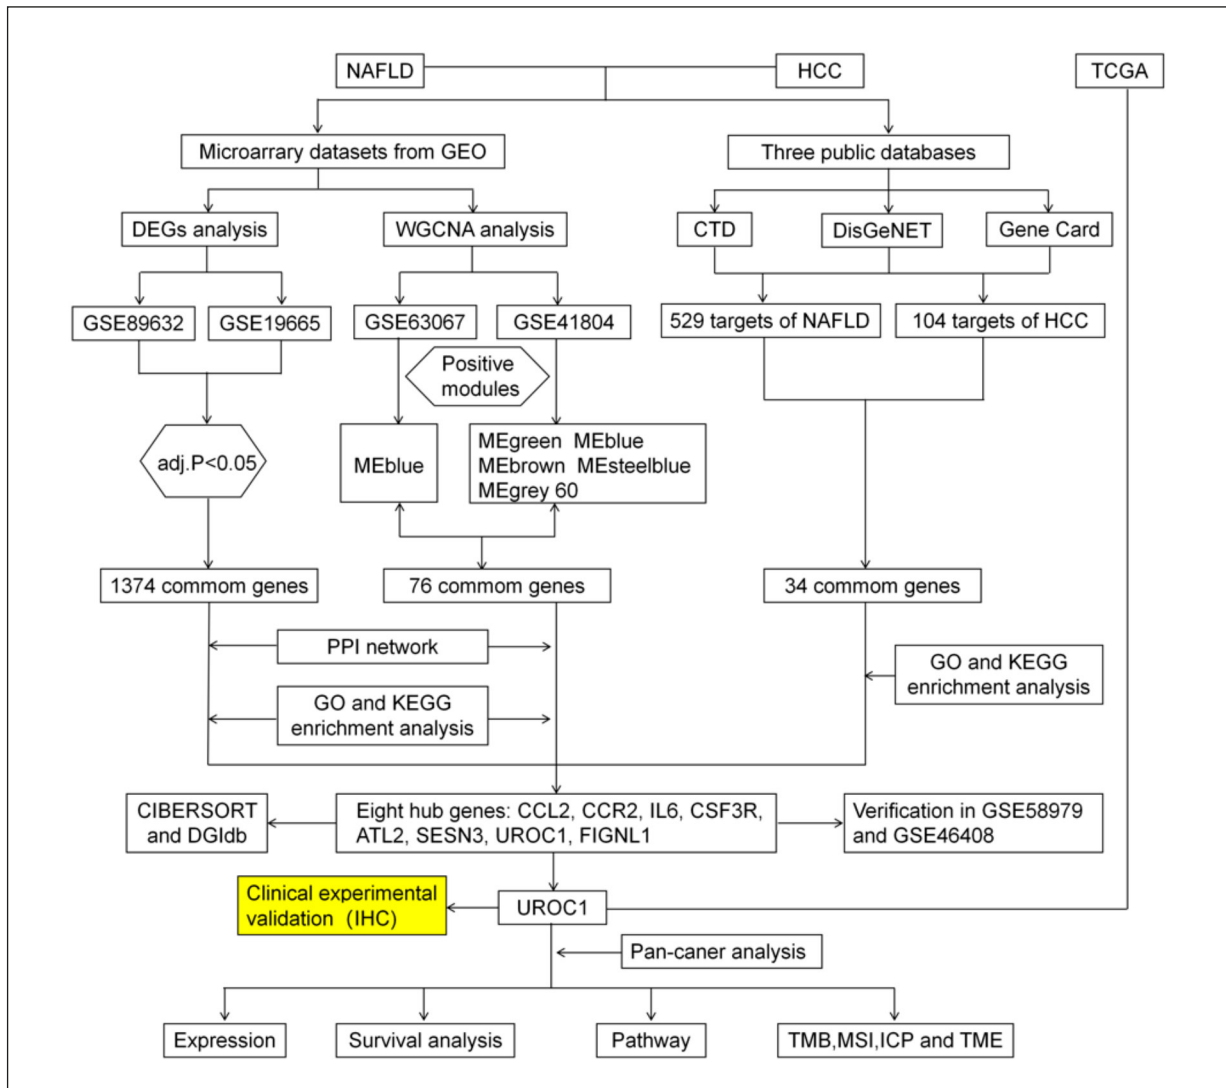 NAFLD
HCC
TCGA
Microarrary datasets from GEO
Three public databases
DEGs analysis
WGCNA analysis
CTD
DisGeNET
Gene Card
GSE89632
GSE19665
GSE63067
GSE41804
529 targets of NAFLD
104 targets of HCC
Positive
modules
adj.P<0.05
MEblue
MEgreen MEblue
MEbrown MEsteelblue
MEgrey 60
1374 commom genes
76 commom genes
34 commom genes
PPI network
GO and KEGG
enrichment analysis
GO and KEGG
enrichment analysis
CIBERSORT
and DGIdb
Eight hub genes: CCL2, CCR2, IL6, CSF3R,
ATL2, SESN3, UROC1, FIGNL1
Verification in GSE58979
and GSE46408
Clinical experimental
validation (IHC)
UROC1
Pan-caner analysis
Expression
Survival analysis
Pathway
TMB,MSI,ICP and TME